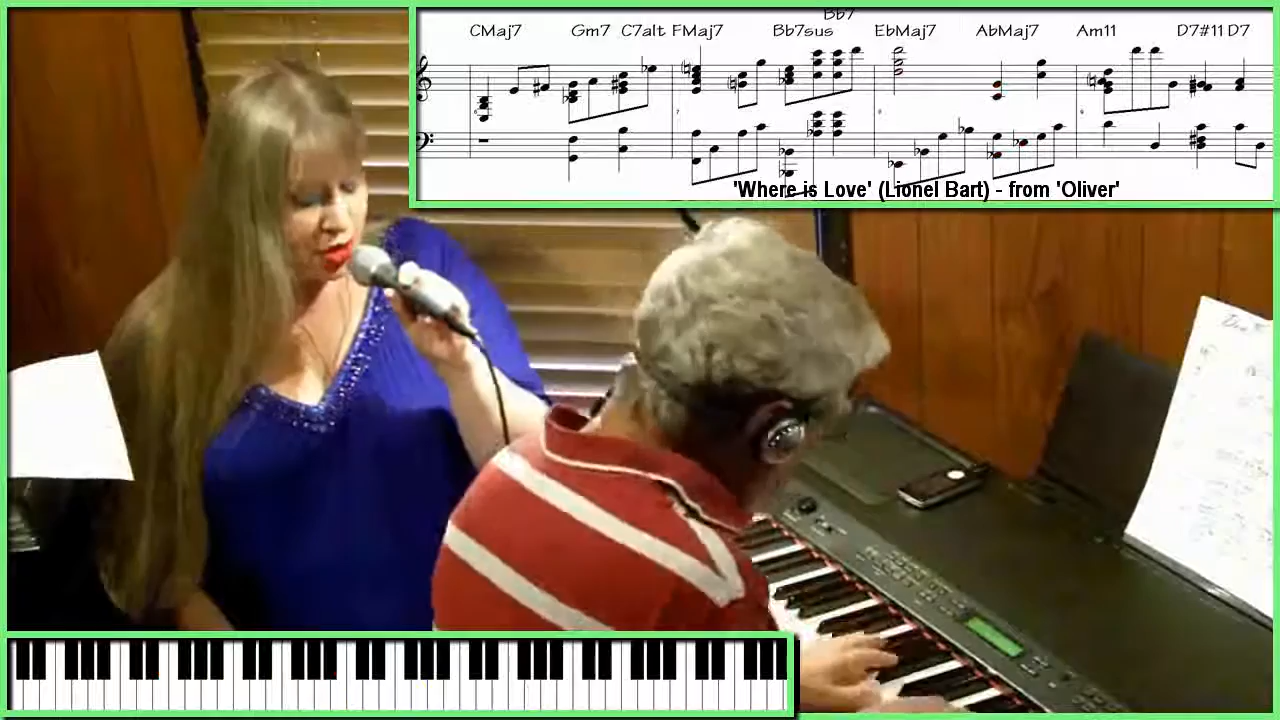 Bb7
CMaj7 Gm7 C7alt FMaj7 Bb7sus EbMaj7 AbMaj7 Am11 D7#11 D7
'Where is Love' (Lionel Bart) - from 'Oliver'